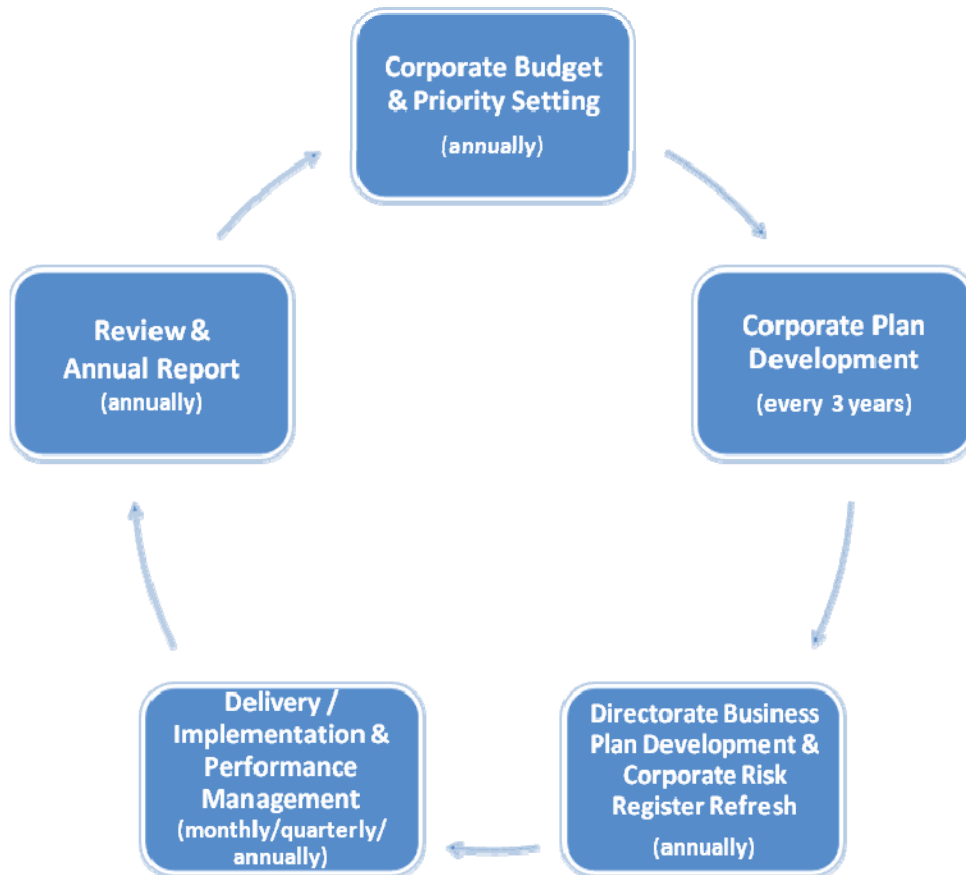 Corporate Budget
& Priority Setting
(annually)
Corporate Plan
Development
(every 3 years)
Directorate Business
Plan Development &
Corporate Risk
Register Refresh
(annually)
Delivery /
Implementation &
Performance
Management
(monthly/quarterly/
annually)
Review &
Annual Report
(annually)